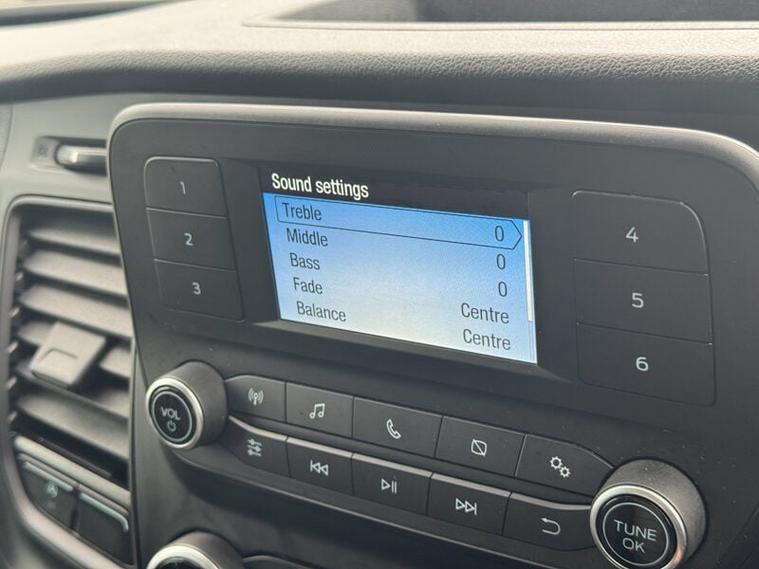 Sound settings
Treble 0
Middle 0
Bass 0
Fade Centre
Balance Centre
1
2
3
4
5
6
VOL
TUNE
OK